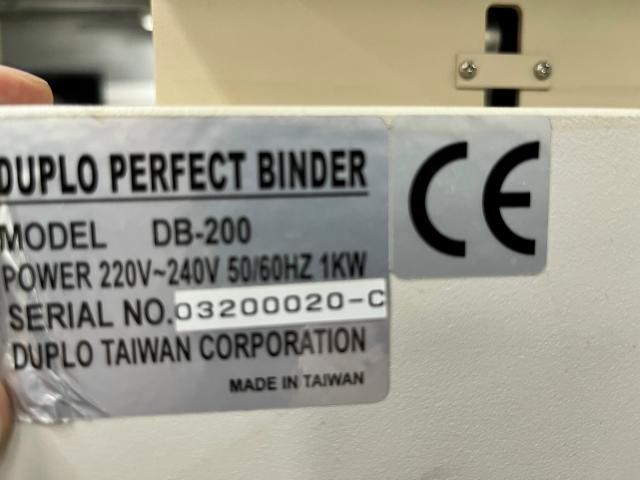 DUPLO PERFECT BINDER
MODEL DB-200
POWER 220V~240V 50/60HZ 1KW
SERIAL NO. 03200020-C
DUPLO TAIWAN CORPORATION
MADE IN TAIWAN
CE